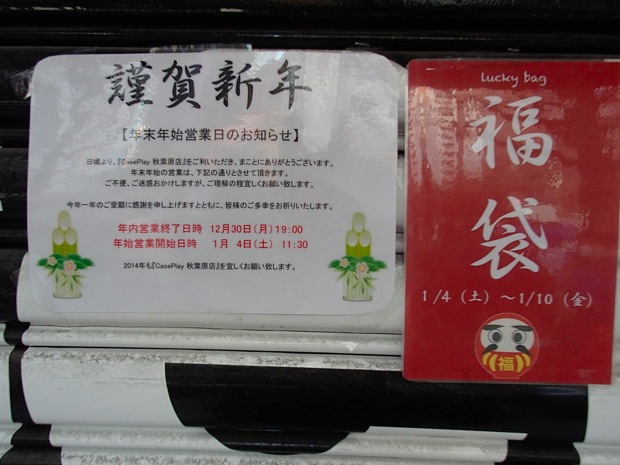 謹賀新年
【年末年始営業日のお知らせ】
日頃より、『CasePlay 秋葉原店』をご利いただき、まことにありがとうございます。
年末年始の営業は、下記の通りとさせて頂きます。
ご不便、ご迷惑おかけしますが、ご理解の程宜しくお願い致します。
今年一年のご愛顧に感謝を申し上げますとともに、皆様のご多幸をお祈りいたします。
年内営業終了日時 12月30日(月)19:00
年始営業開始日時 1月 4日(土) 11:30
2014年も『CasePlay 秋葉原店』を宜しくお願い致します。
lucky bag
福
袋
1/4(土)～1/10(金)
福